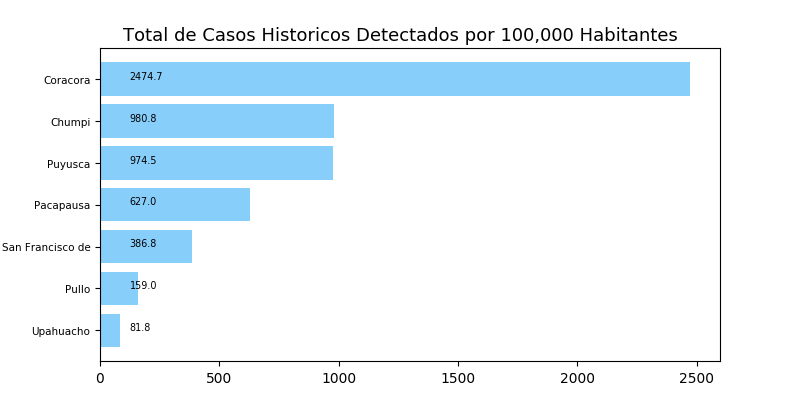 Total de Casos Historicos Detectados por 100,000 Habitantes
Coracora 2474.7
Chumpi 980.8
Puyusca 974.5
Pacapausa 627.0
San Francisco de 386.8
Pullo 159.0
Upahuacho 81.8
0 500 1000 1500 2000 2500